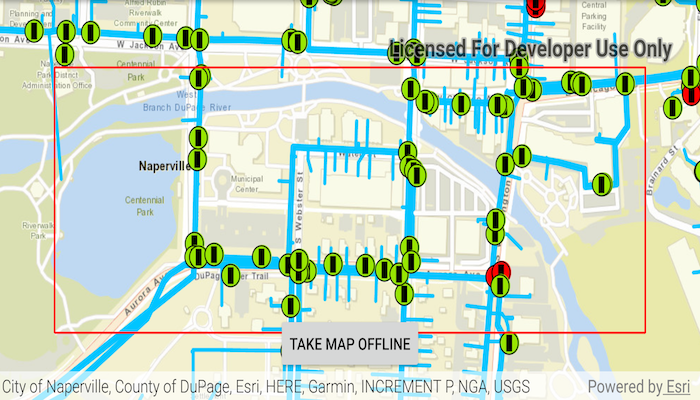 Planning and
Development
Alfred Rubin
Riverwalk
Community Center
Central
Parking
Facility
W Jackson Ave
Licensed For Developer Use Only
Park District
Administration Office
Centennial
Park
West
Branch DuPage River
Naperville
Municipal
Center
Centennial
Park
Riverwalk
Park
S Webster St
Brainard St
DuPage River Trail
Aurora Ave
TAKE MAP OFFLINE
City of Naperville, County of DuPage, Esri, HERE, Garmin, INCREMENT P, NGA, USGS
Powered by Esri